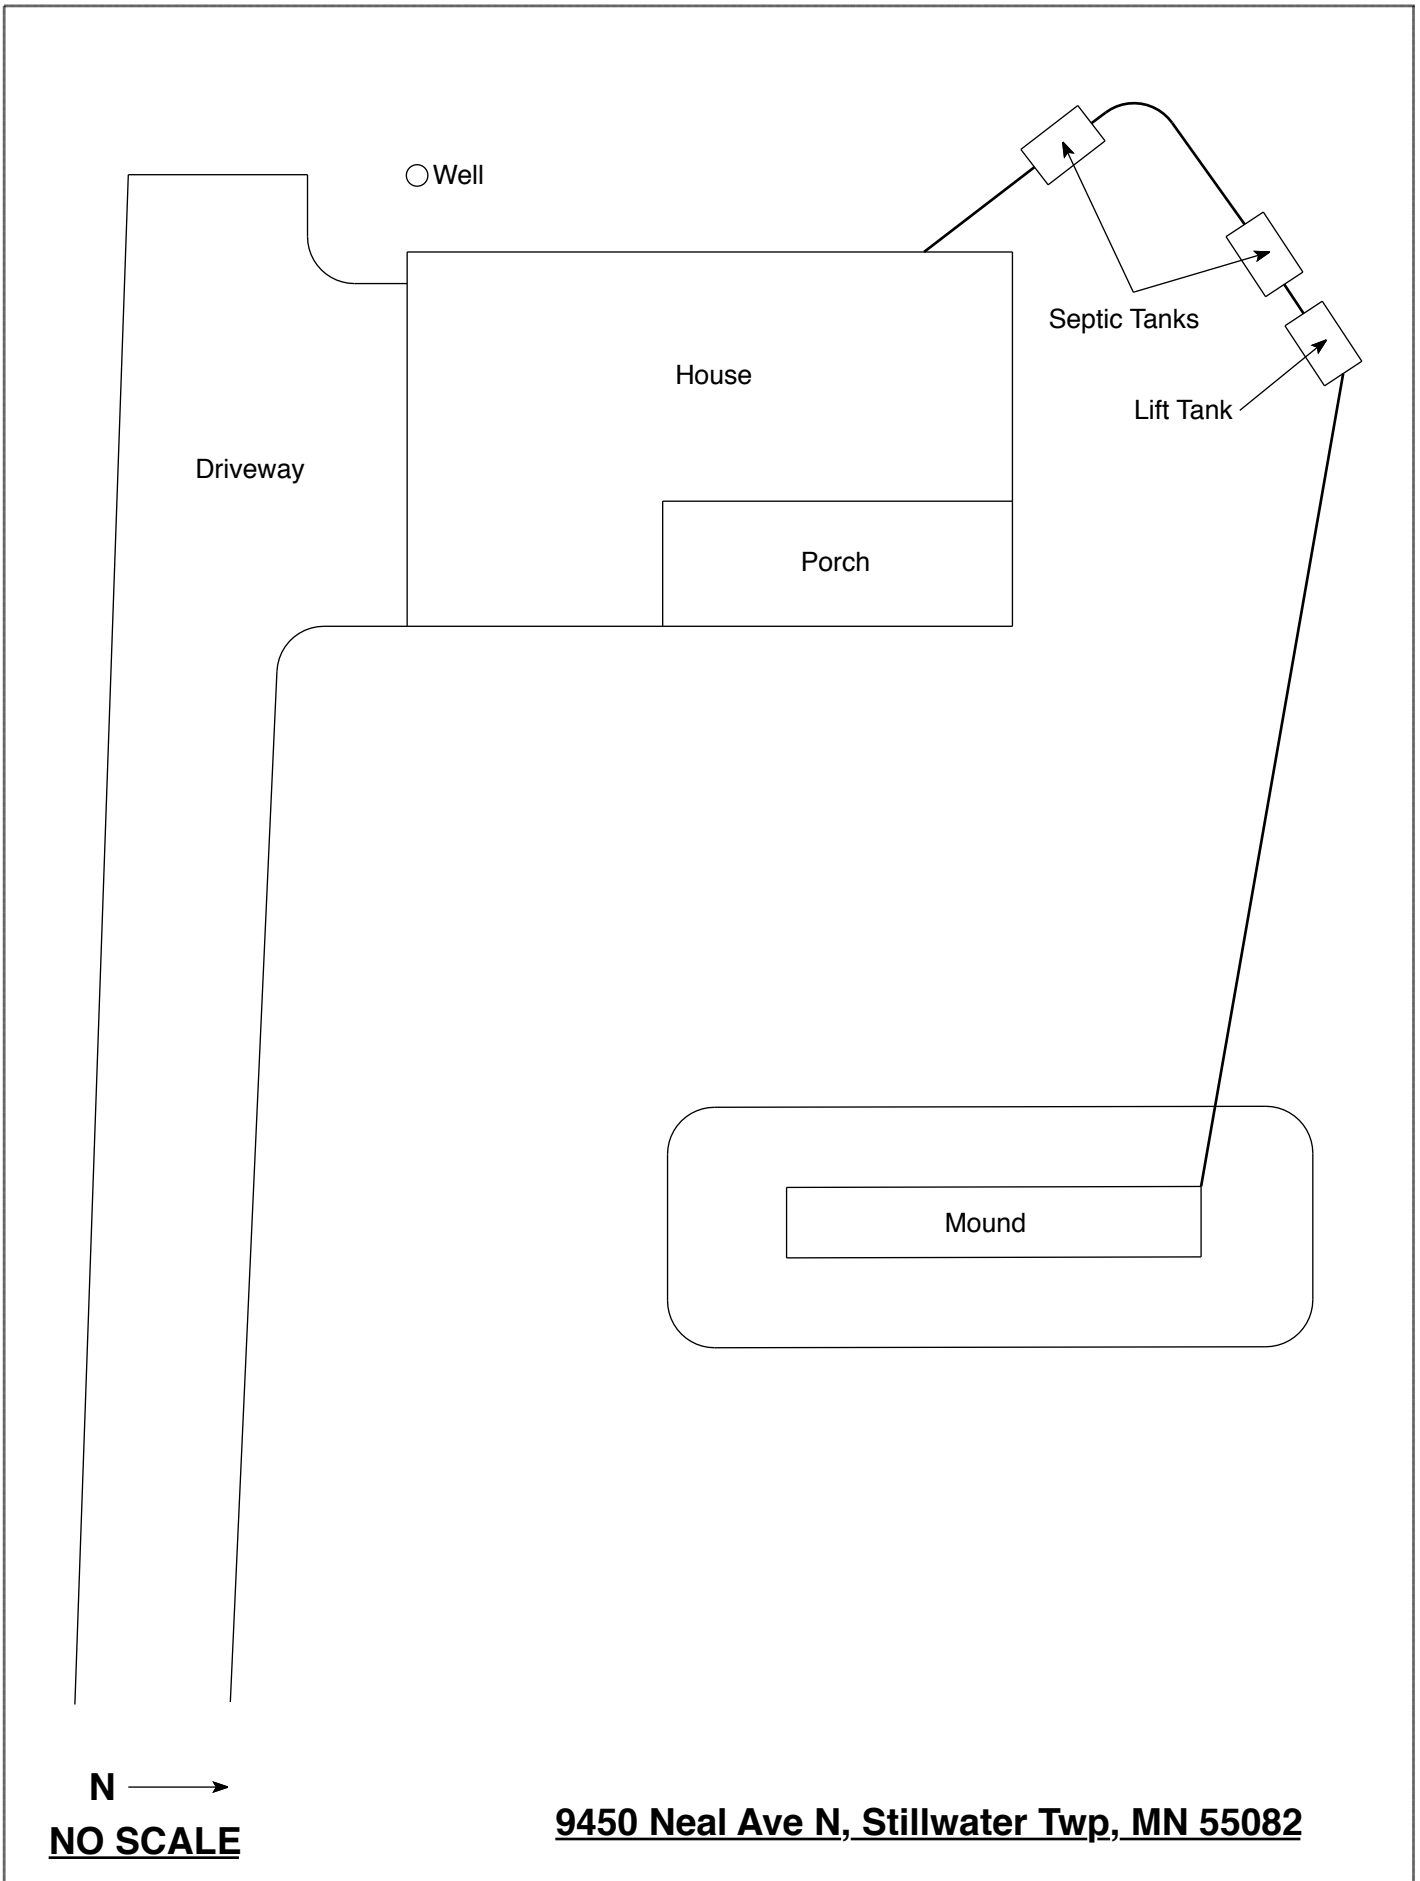 Well
Septic Tanks
House
Lift Tank
Driveway
Porch
Mound
N
NO SCALE
9450 Neal Ave N, Stillwater Twp, MN 55082